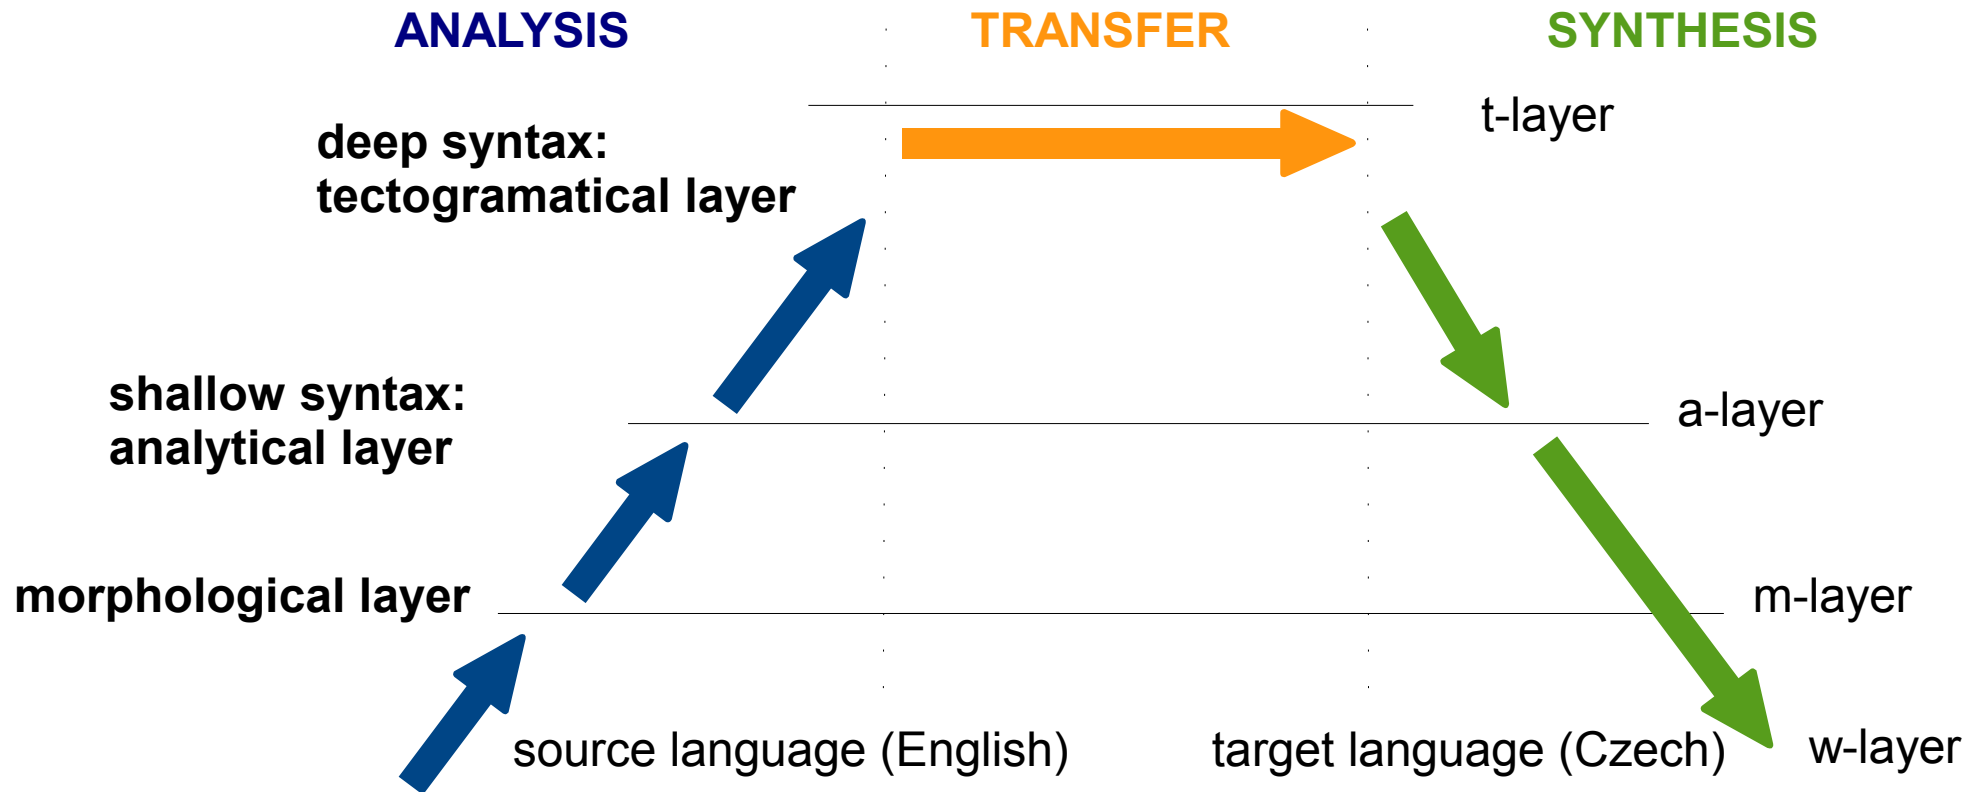 ANALYSIS
TRANSFER
SYNTHESIS
t-layer
deep syntax:
tectogramatical layer
shallow syntax:
analytical layer
a-layer
morphological layer
m-layer
source language (English)
target language (Czech)
w-layer